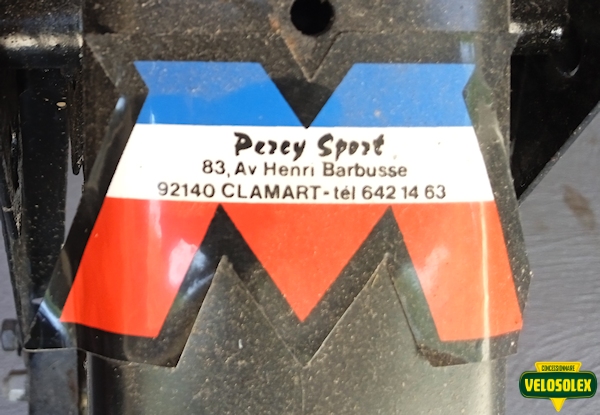 Percy Sport
83, Av Henri Barbusse
92140 CLAMART - tél 642 14 63
CONCESSIONNAIRE
VELOSOLEX